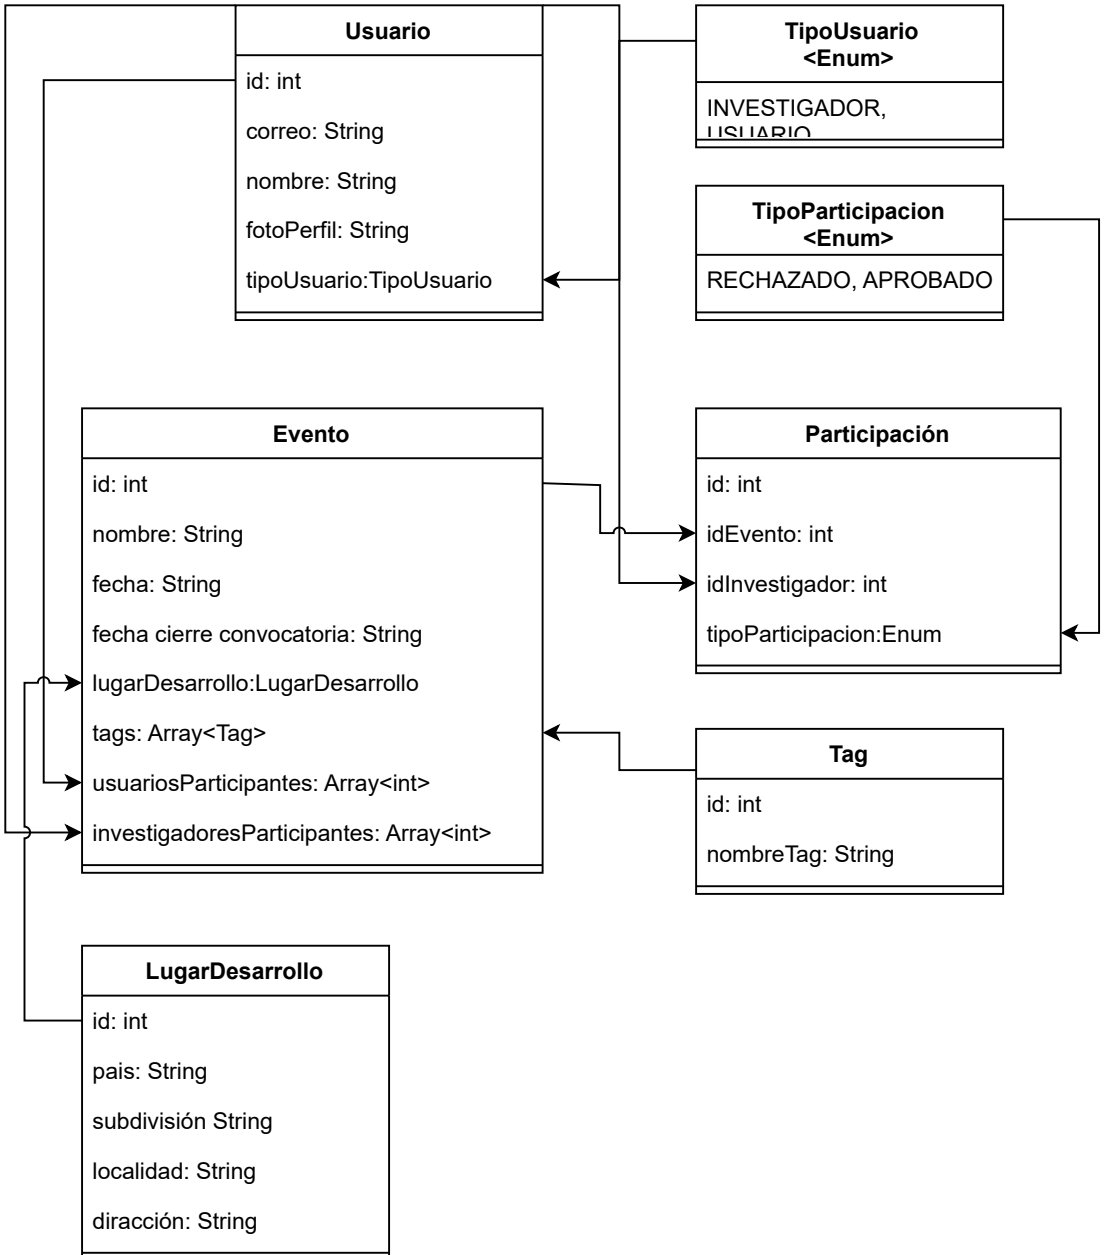 Usuario
id: int
correo: String
nombre: String
fotoPerfil: String
tipoUsuario:TipoUsuario
TipoUsuario
<Enum>
INVESTIGADOR,
USUARIO
TipoParticipacion
<Enum>
RECHAZADO, APROBADO
Evento
id: int
nombre: String
fecha: String
fecha cierre convocatoria: String
lugarDesarrollo:LugarDesarrollo
tags: Array<Tag>
usuariosParticipantes: Array<int>
investigadoresParticipantes: Array<int>
Participación
id: int
idEvento: int
idInvestigador: int
tipoParticipacion:Enum
Tag
id: int
nombreTag: String
LugarDesarrollo
id: int
pais: String
subdivisión String
localidad: String
diracción: String